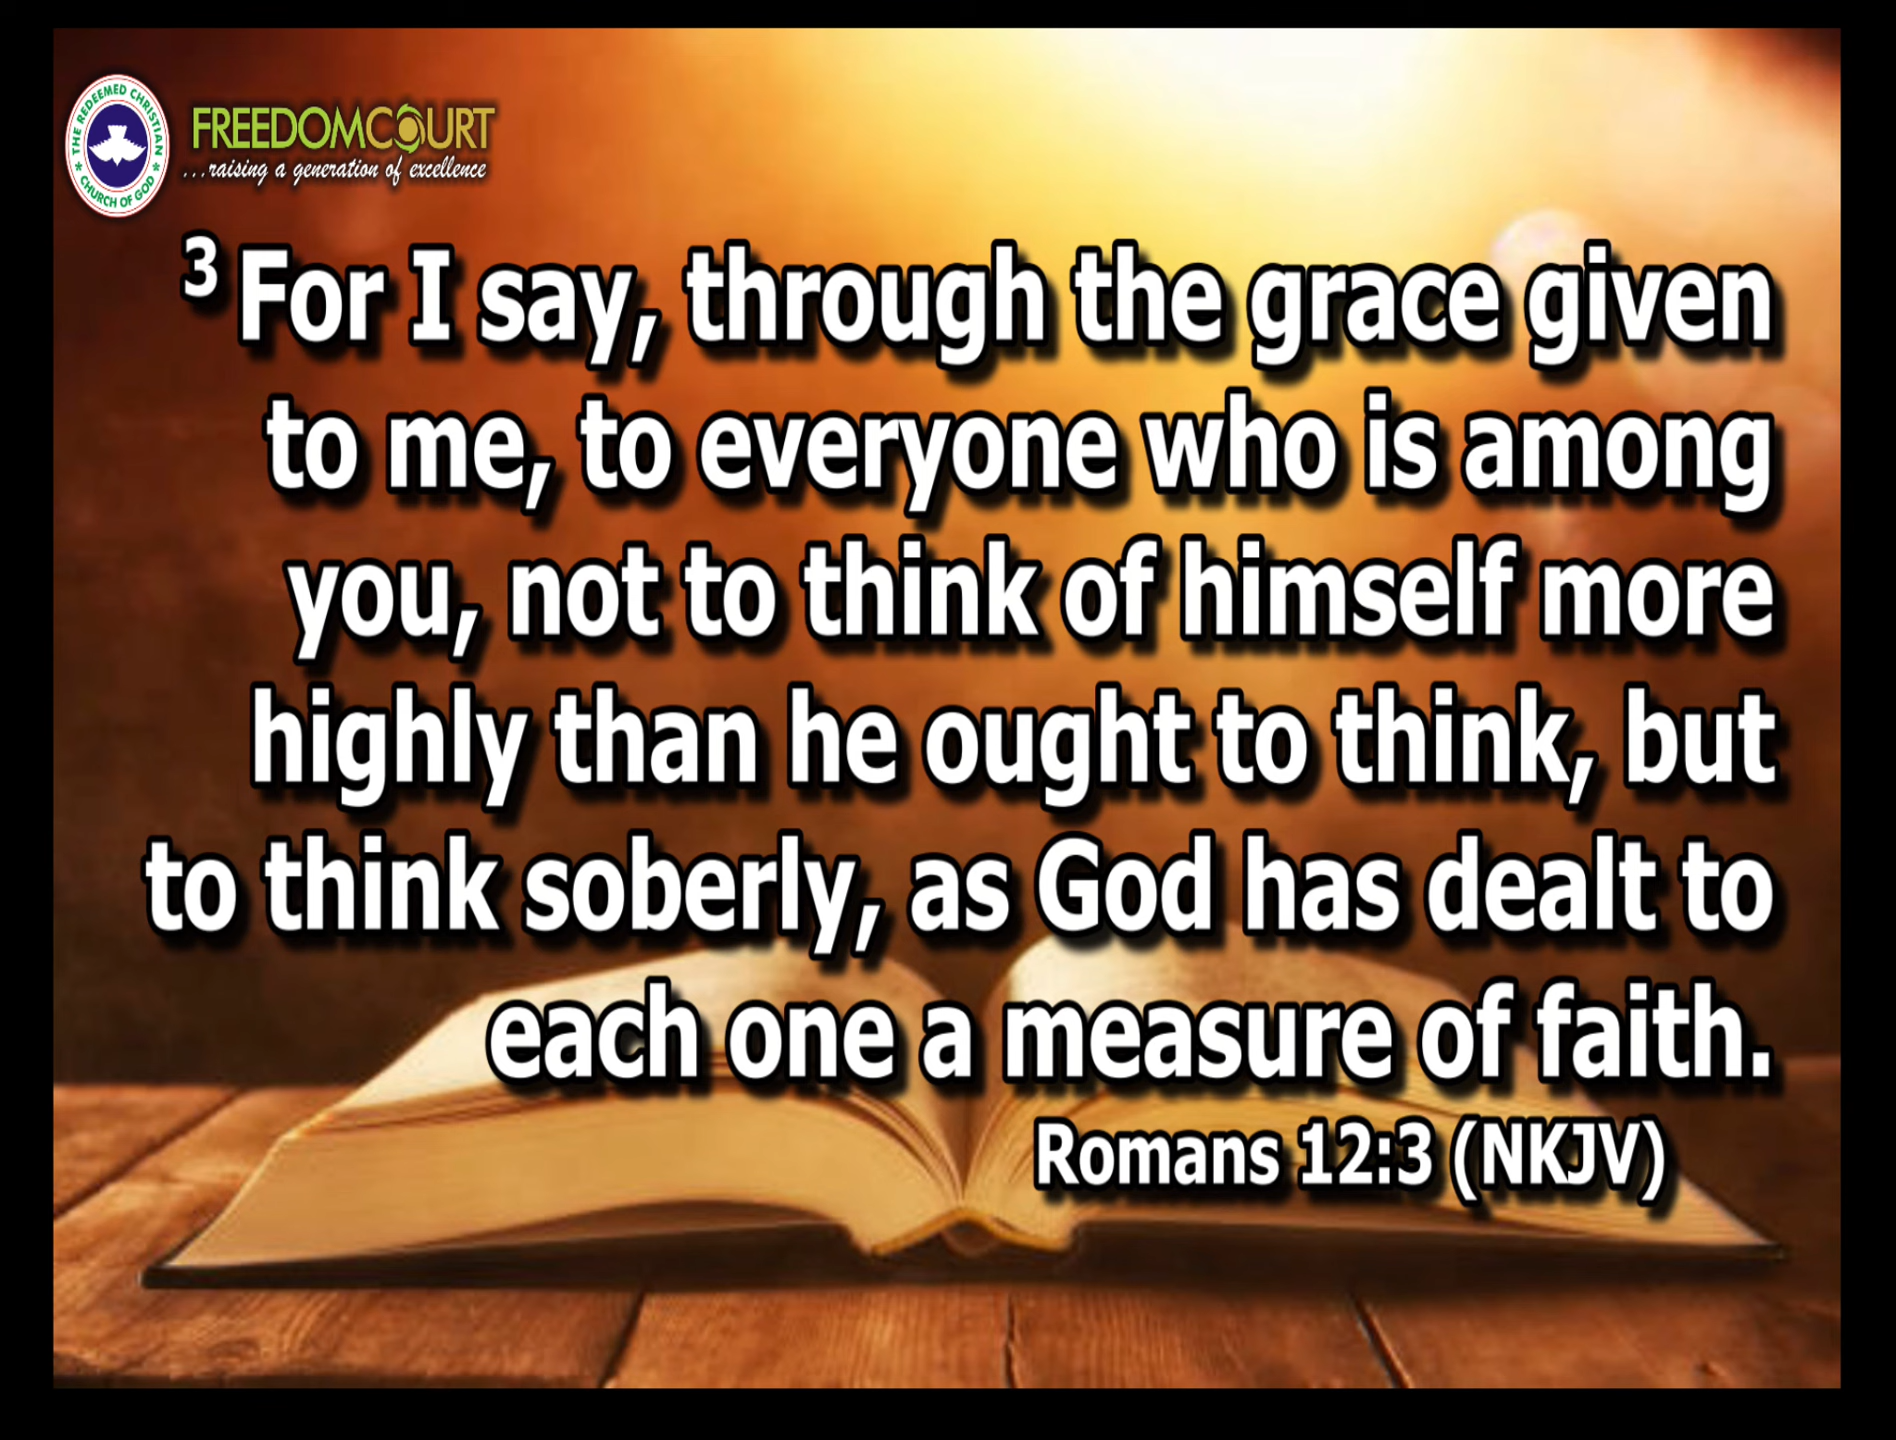 THE REDEEMED CHRISTIAN
CHURCH OF GOD
FREEDOMCOURT
...raising a generation of excellence
3 For I say, through the grace given
to me, to everyone who is among
you, not to think of himself more
highly than he ought to think, but
to think soberly, as God has dealt to
each one a measure of faith.
Romans 12:3 (NKJV)